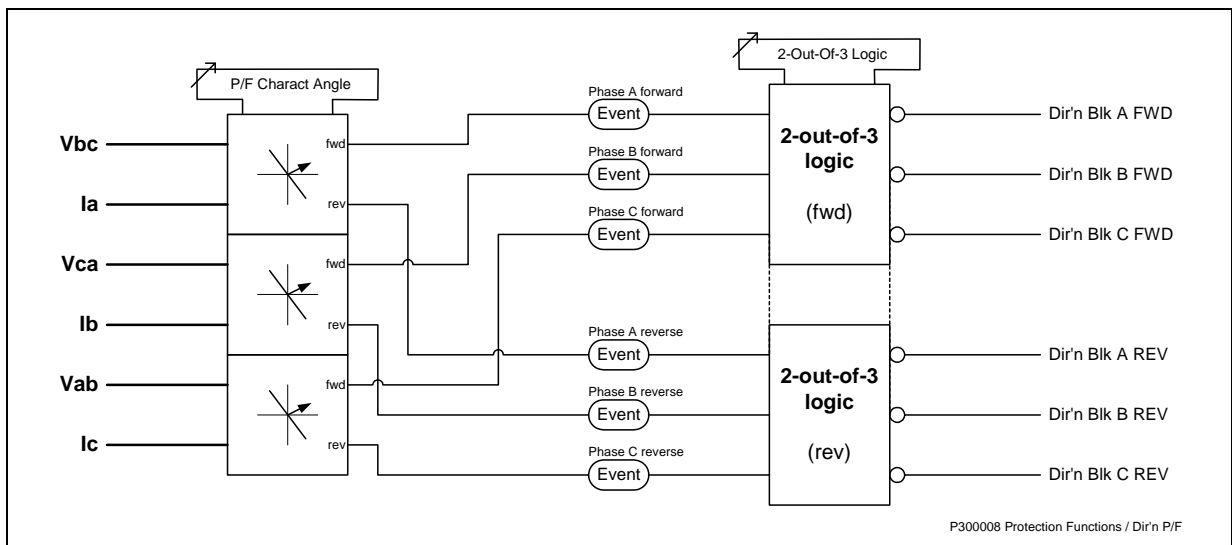 P/F Charact Angle
2-Out-Of-3 Logic
Vbc
Ia
Vca
Ib
Vab
Ic
fwd
rev
fwd
rev
fwd
rev
Phase A forward
Event
Phase B forward
Event
Phase C forward
Event
Phase A reverse
Event
Phase B reverse
Event
Phase C reverse
Event
2-out-of-3
logic
(fwd)
2-out-of-3
logic
(rev)
Dir'n Blk A FWD
Dir'n Blk B FWD
Dir'n Blk C FWD
Dir'n Blk A REV
Dir'n Blk B REV
Dir'n Blk C REV
P300008 Protection Functions / Dir'n P/F